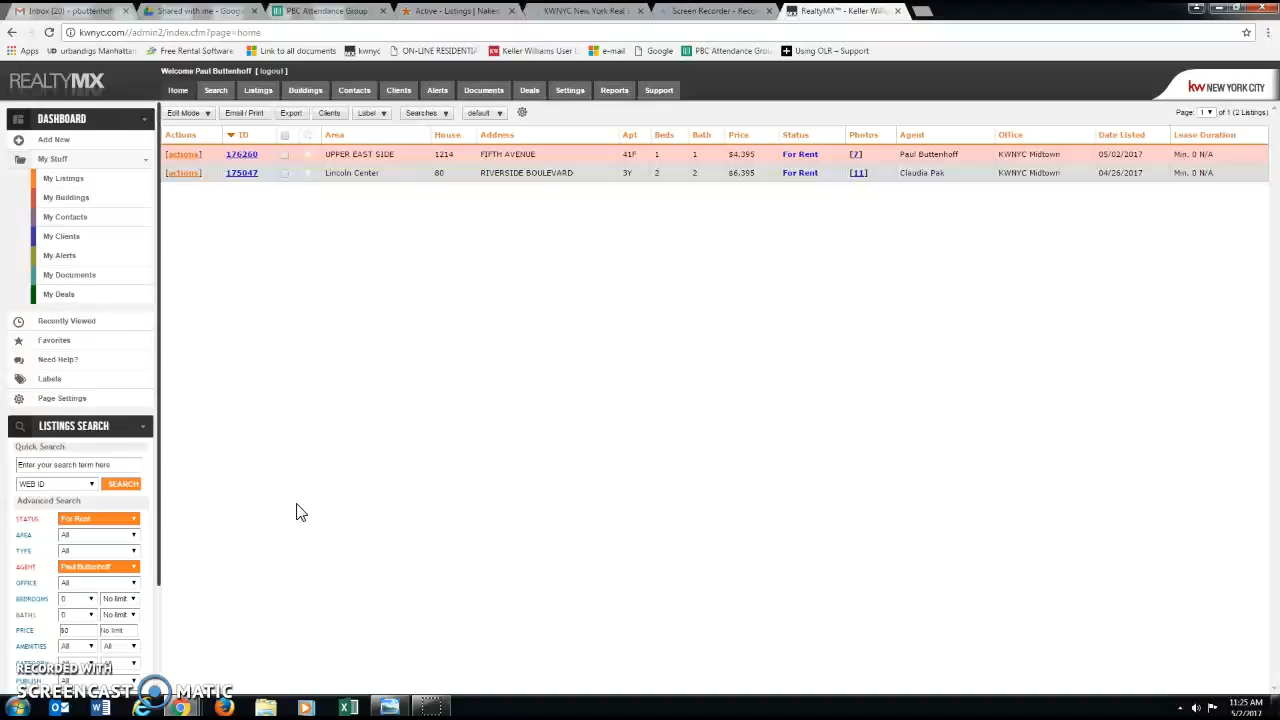 Inbox (20) - pbuttenhof
Shared with me - Goog
PBC Attendance Group
Active - Listings | Naked
KWNYC New York Real
Screen Recorder - Reco
RealtyMX™ - Keller Wi
kwnyc.com//admin2/index.cfm?page=home
Apps
urbandigs Manhattan
Free Rental Software
Link to all documents
kwnyc
ON-LINE RESIDENTI
Keller Williams User L
e-mail
Google
PBC Attendance Gro
Olr – Support
REALTYMX
Welcome Paul Buttenhoff [ logout ]
Home Search Listings Buildings Contacts Clients Alerts Documents Deals Settings Reports Support
kw NEW YORK CITY
DASHBOARD
Edit Mode Email / Print Export Clients Label Searches default
Page: 1 of 1 (2 Listings)
Actions ID Area House Address Apt Beds Bath Price Status Photos Agent Office Date Listed Lease Duration
[actions] 176260 UPPER EAST SIDE 1214 FIFTH AVENUE 41F 1 1 $4,395 For Rent [7] Paul Buttenhoff KWNYC Midtown 05/02/2017 Min. 0 N/A
[actions] 175047 Lincoln Center 80 RIVERSIDE BOULEVARD 3Y 2 2 $6,395 For Rent [11] Claudia Pak KWNYC Midtown 04/26/2017 Min. 0 N/A
Add New
My Stuff
My Listings
My Buildings
My Contacts
My Clients
My Alerts
My Documents
My Deals
Recently Viewed
Favorites
Need Help?
Labels
Page Settings
LISTINGS SEARCH
Quick Search
Enter your search term here
WEB ID SEARCH
Advanced Search
STATUS For Rent
AREA All
TYPE All
AGENT Paul Buttenhoff
OFFICE All
BEDROOMS 0 No limit
BATHS 0 No limit
PRICE $0 No limit
AMENITIES All All
PUBLISH All
RECORDED WITH
SCREENCAST MATIC
11:25 AM
5/2/2017